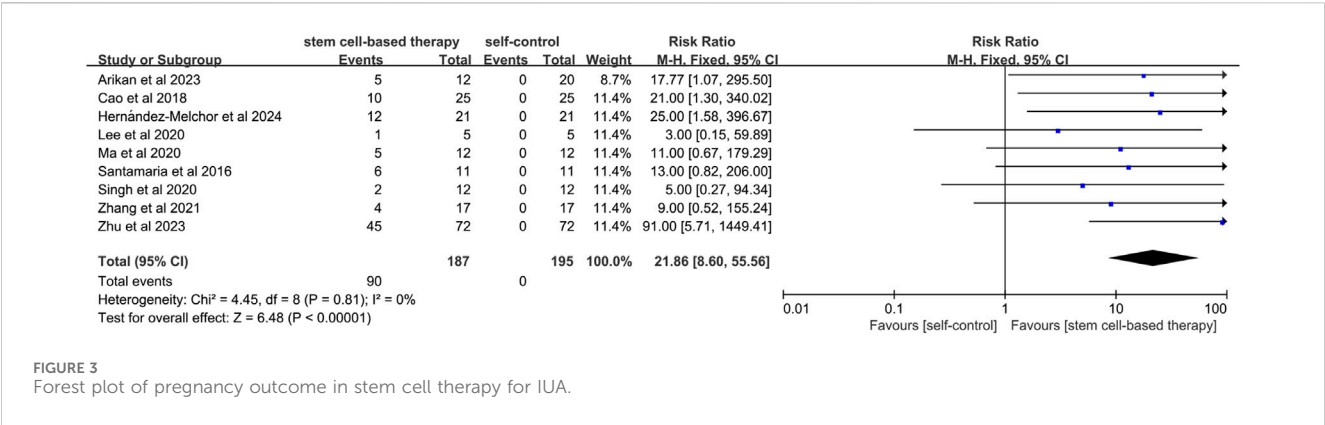 stem cell-based therapy self-control Risk Ratio Risk Ratio
Study or Subgroup Events Total Events Total Weight M-H, Fixed, 95% CI M-H, Fixed, 95% CI
Arikan et al 2023 5 12 0 20 8.7% 17.77 [1.07, 295.50]
Cao et al 2018 10 25 0 25 11.4% 21.00 [1.30, 340.02]
Hernández-Melchor et al 2024 12 21 0 21 11.4% 25.00 [1.58, 396.67]
Lee et al 2020 1 5 0 5 11.4% 3.00 [0.15, 59.89]
Ma et al 2020 5 12 0 12 11.4% 11.00 [0.67, 179.29]
Santamaria et al 2016 6 11 0 11 11.4% 13.00 [0.82, 206.00]
Singh et al 2020 2 12 0 12 11.4% 5.00 [0.27, 94.34]
Zhang et al 2021 4 17 0 17 11.4% 9.00 [0.52, 155.24]
Zhu et al 2023 45 72 0 72 11.4% 91.00 [5.71, 1449.41]
Total (95% CI) 187 195 100.0% 21.86 [8.60, 55.56]
Total events 90 0
Heterogeneity: Chi² = 4.45, df = 8 (P = 0.81); I² = 0%
Test for overall effect: Z = 6.48 (P < 0.00001)
0.01 0.1 1 10 100
Favours [self-control] Favours [stem cell-based therapy]
FIGURE 3
Forest plot of pregnancy outcome in stem cell therapy for IUA.